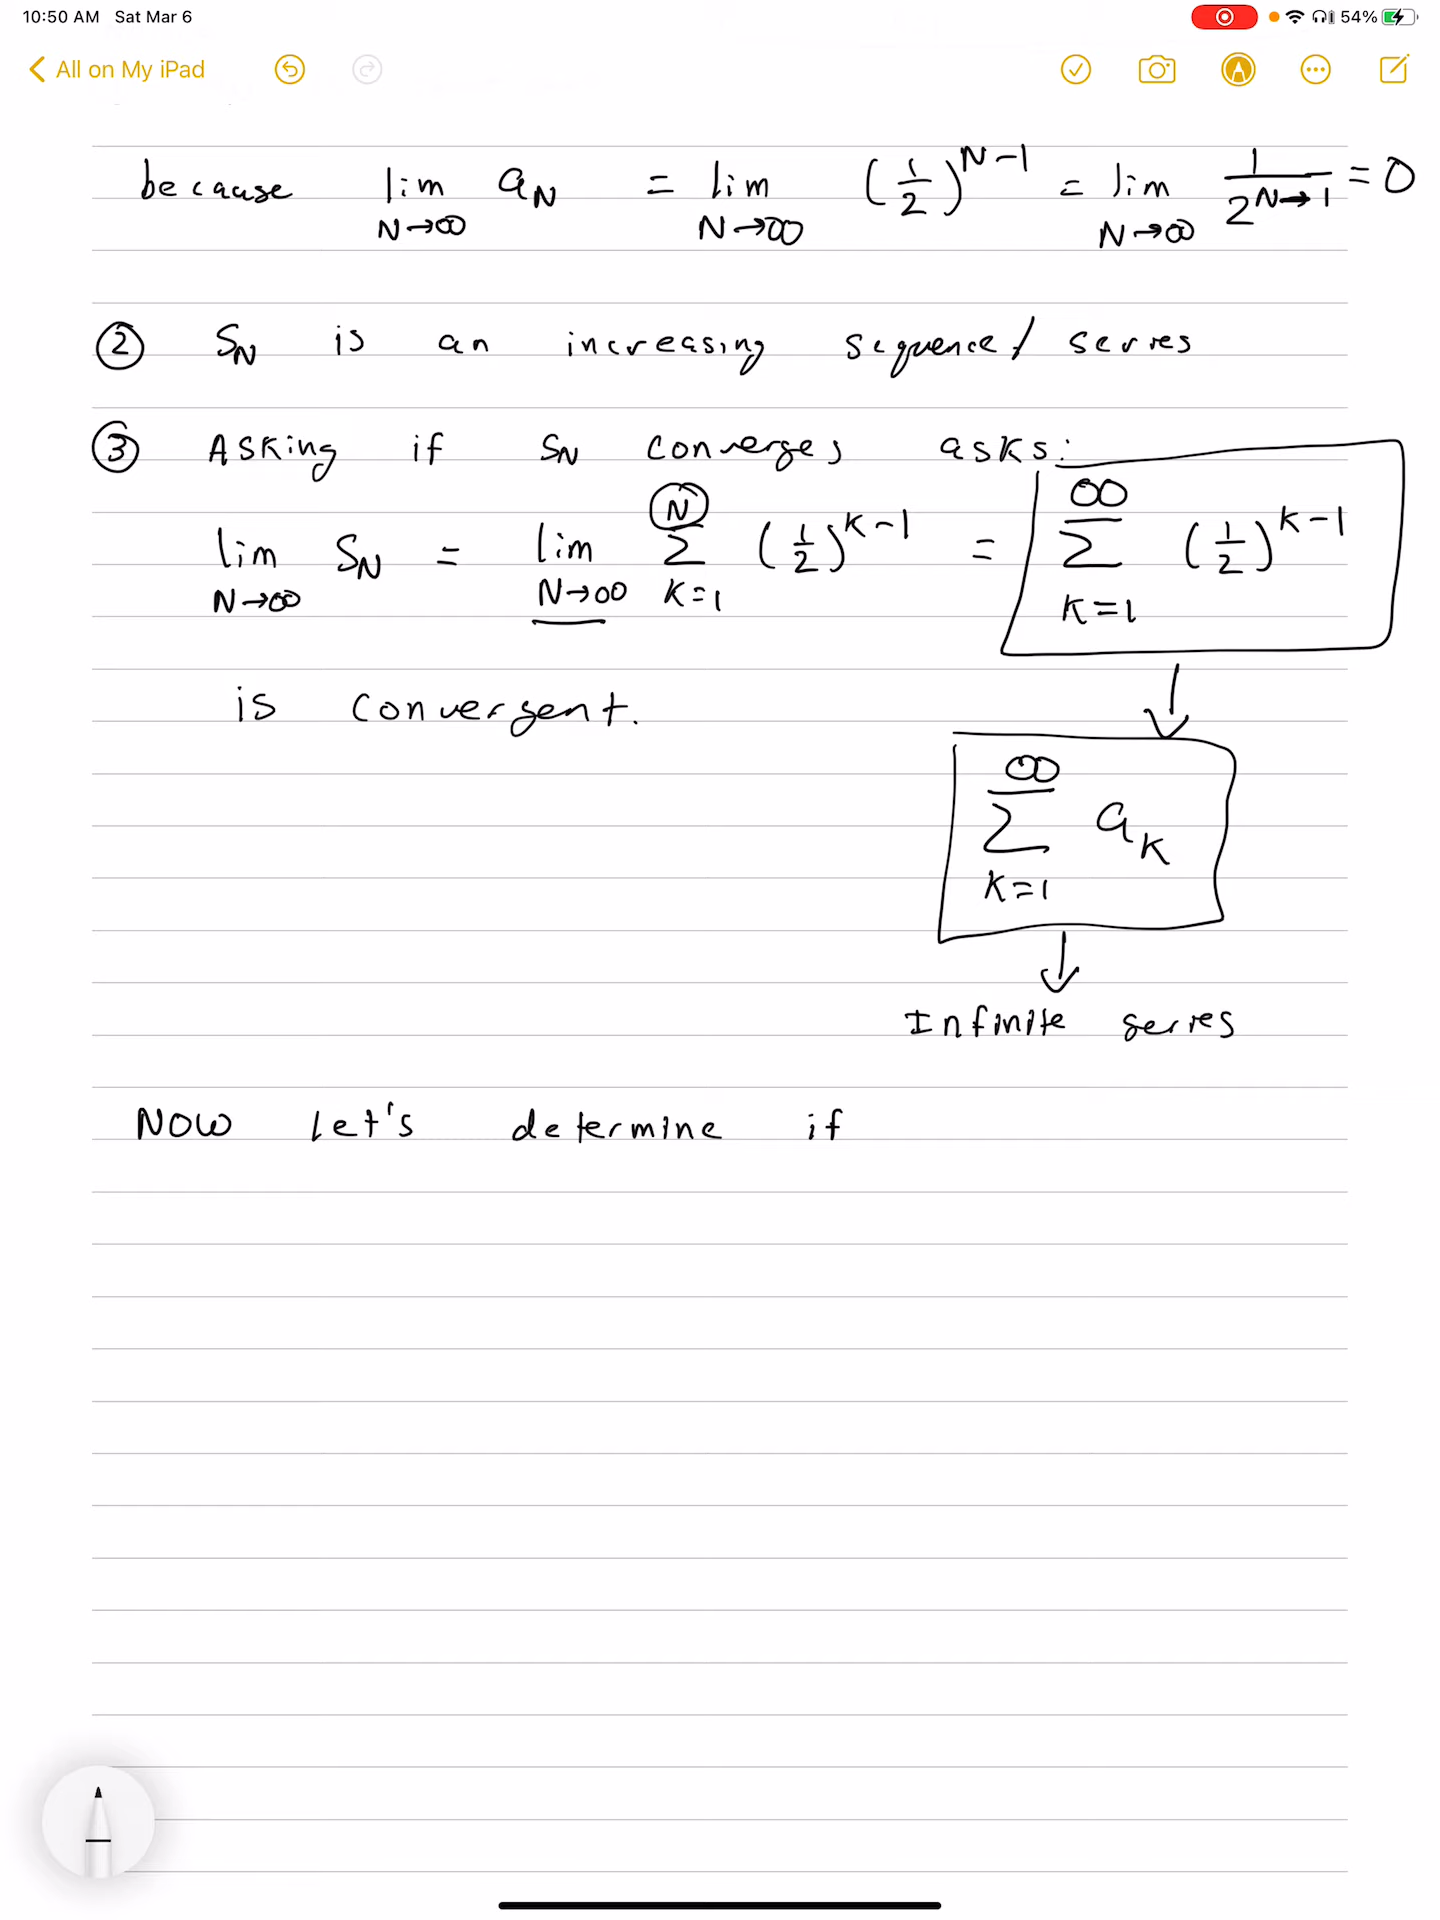 10:50 AM Sat Mar 6 54%
All on My iPad
because lim N→∞ a_N = lim N→∞ (1/2)^(N-1) = lim N→∞ 1/2^(N→1) = 0
② S_N is an increasing sequence/ series
③ Asking if S_N converges asks:
lim N→∞ S_N = lim N→∞ Σ K=1 N (1/2)^(K-1) = Σ K=1 ∞ (1/2)^(K-1)
is convergent.
Σ K=1 ∞ a_K
Infinite series
Now let's determine if